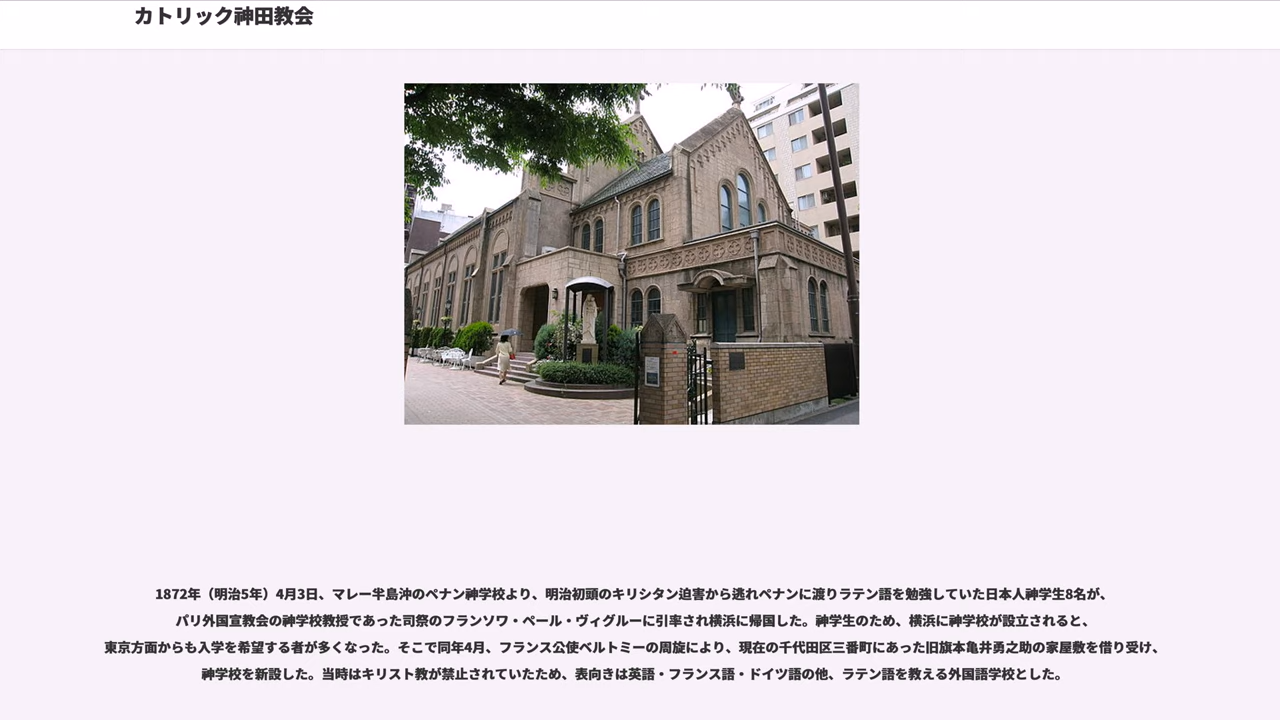 カトリック神田教会
1872年（明治5年）4月3日、マレー半島沖のペナン神学校より、明治初頭のキリシタン迫害から逃れペナンに渡りラテン語を勉強していた日本人神学生8名が、
パリ外国宣教会の神学校教授であった司祭のフランソワ・ペール・ヴィグルーに引率され横浜に帰国した。神学生のため、横浜に神学校が設立されると、
東京方面からも入学を希望する者が多くなった。そこで同年4月、フランス公使ベルトミーの周旋により、現在の千代田区三番町にあった旧旗本亀井勇之助の家屋敷を借り受け、
神学校を新設した。当時はキリスト教が禁止されていたため、表向きは英語・フランス語・ドイツ語の他、ラテン語を教える外国語学校とした。